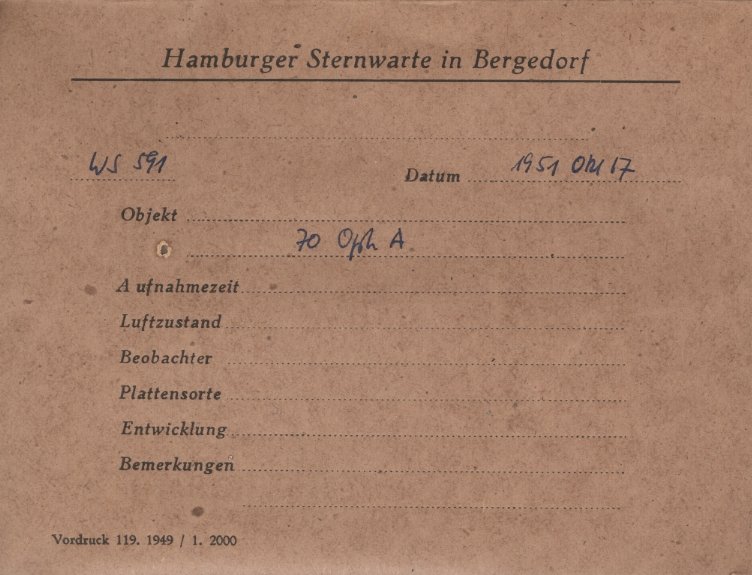 Hamburger Sternwarte in Bergedorf
WS 591 Datum 1951 Okt 17
Objekt
70 Oph A
Aufnahmezeit
Luftzustand
Beobachter
Plattensorte
Entwicklung
Bemerkungen
Vordruck 119. 1949 / 1. 2000